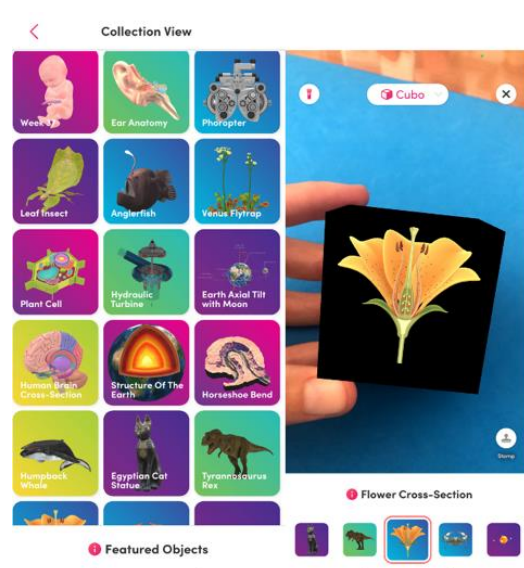 Collection View
Week 37
Ear Anatomy
Phoropter
Leaf Insect
Anglerfish
Venus Flytrap
Plant Cell
Hydraulic
Turbine
Earth Axial Tilt
with Moon
Human Brain
Cross-Section
Structure Of The
Earth
Horseshoe Bend
Humpback
Whale
Egyptian Cat
Statue
Tyrannosaurus
Rex
Featured Objects
Cubo
Stamp
Flower Cross-Section